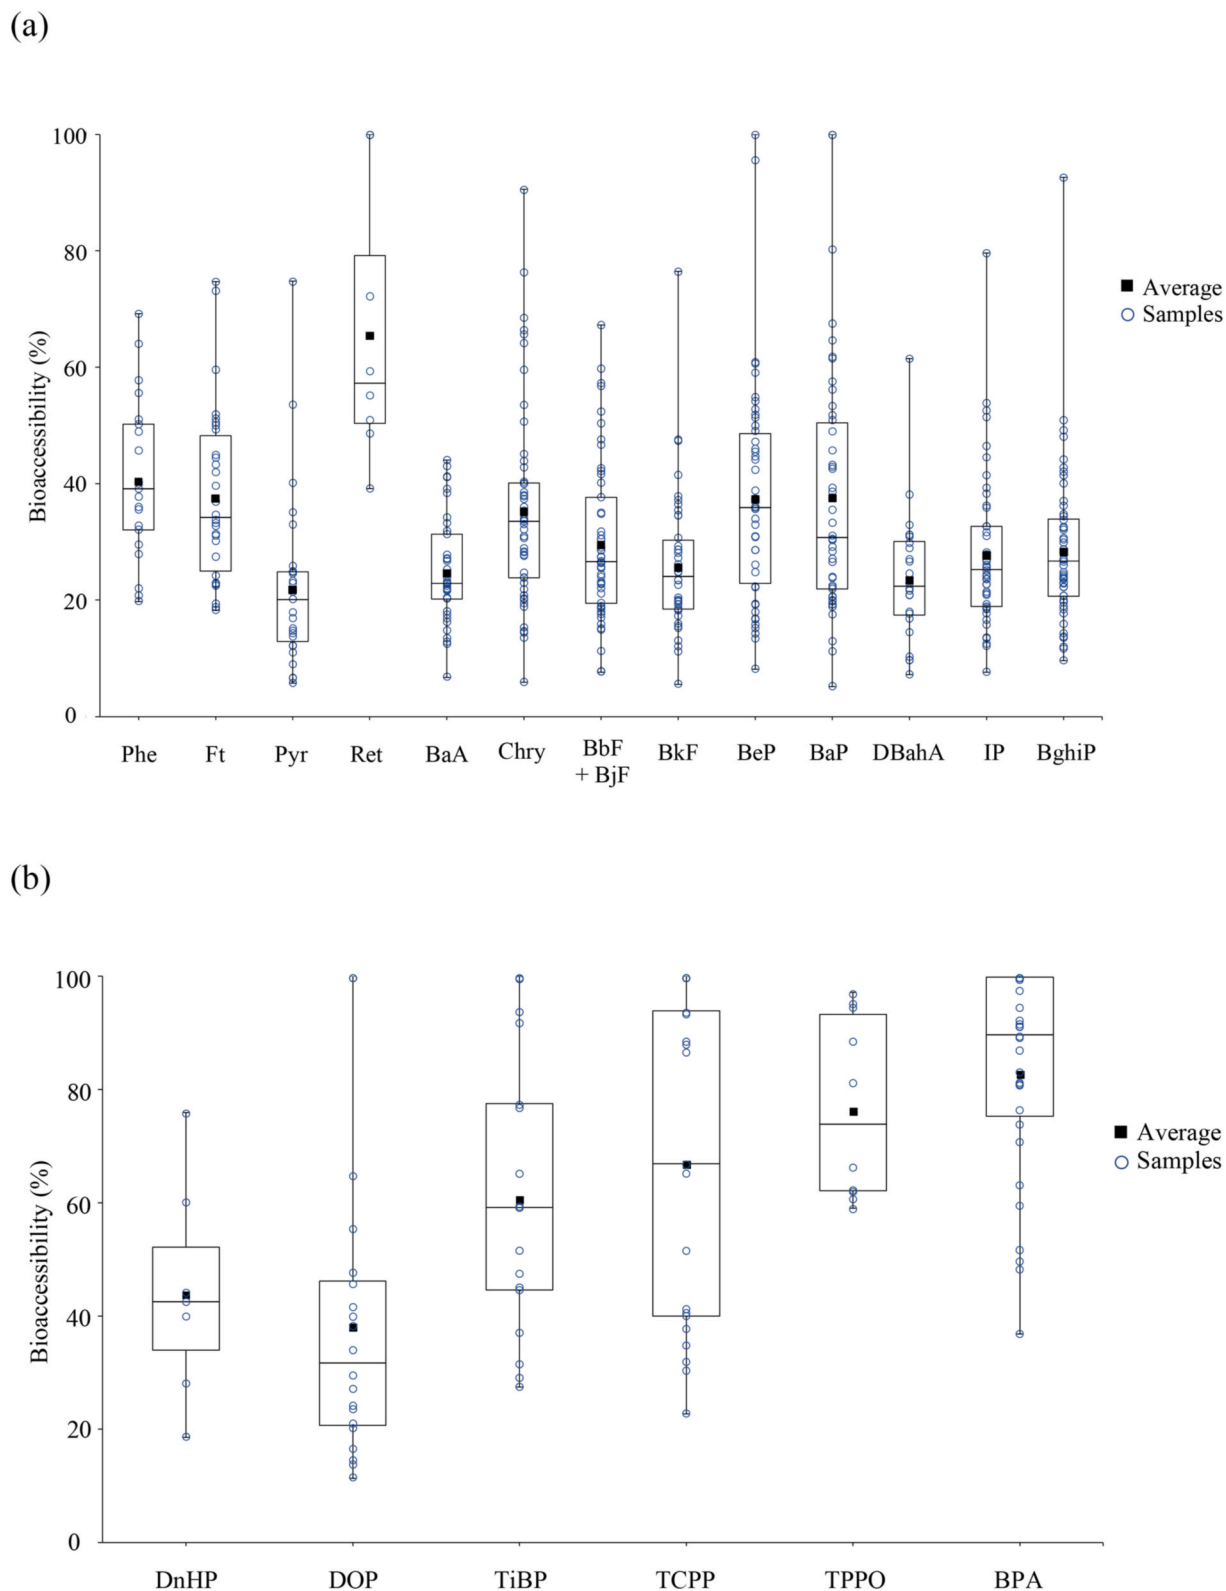 (a)
100
80
60
40
20
0
Bioaccessibility (%)
Average
Samples
Phe Ft Pyr Ret BaA Chry BbF + BjF BkF BeP BaP DBahA IP BghiP
(b)
100
80
60
40
20
0
Bioaccessibility (%)
Average
Samples
DnHP DOP TiBP TCPP TPPO BPA